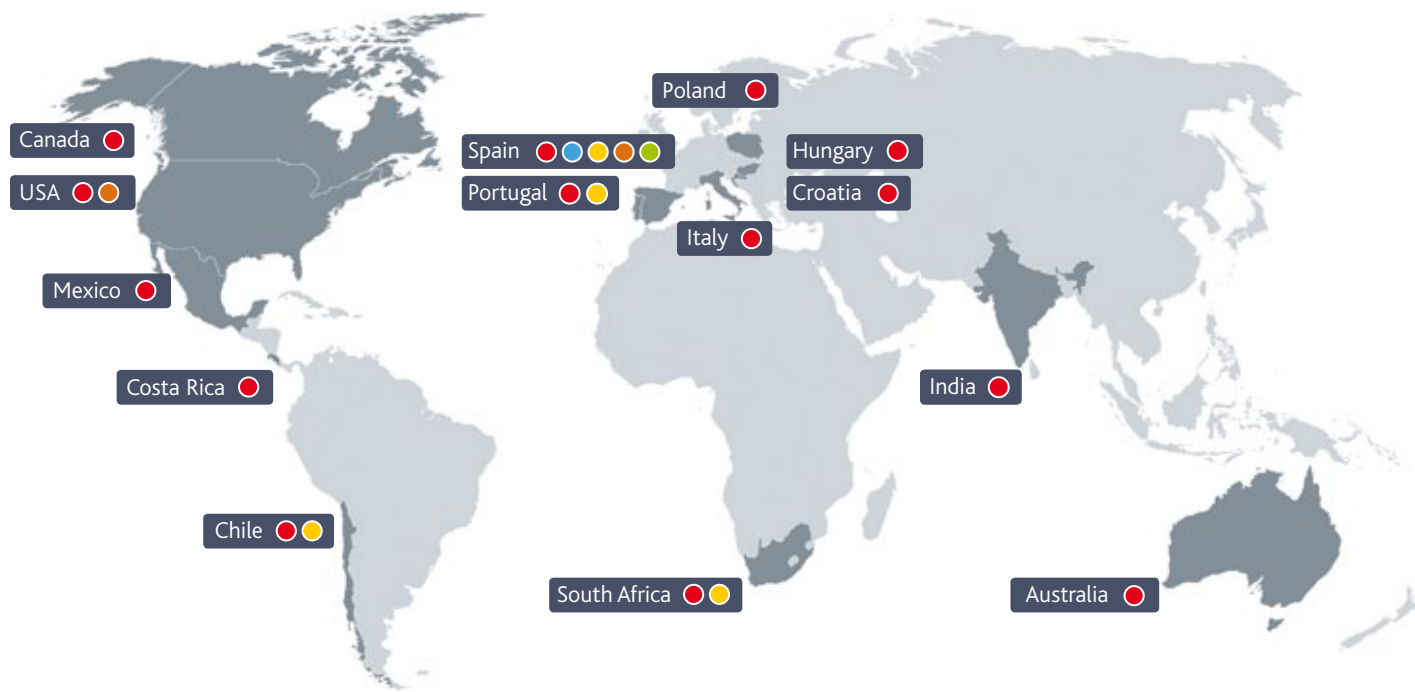 Poland
Canada
Spain
Hungary
USA
Portugal
Croatia
Italy
Mexico
Costa Rica
India
Chile
South Africa
Australia